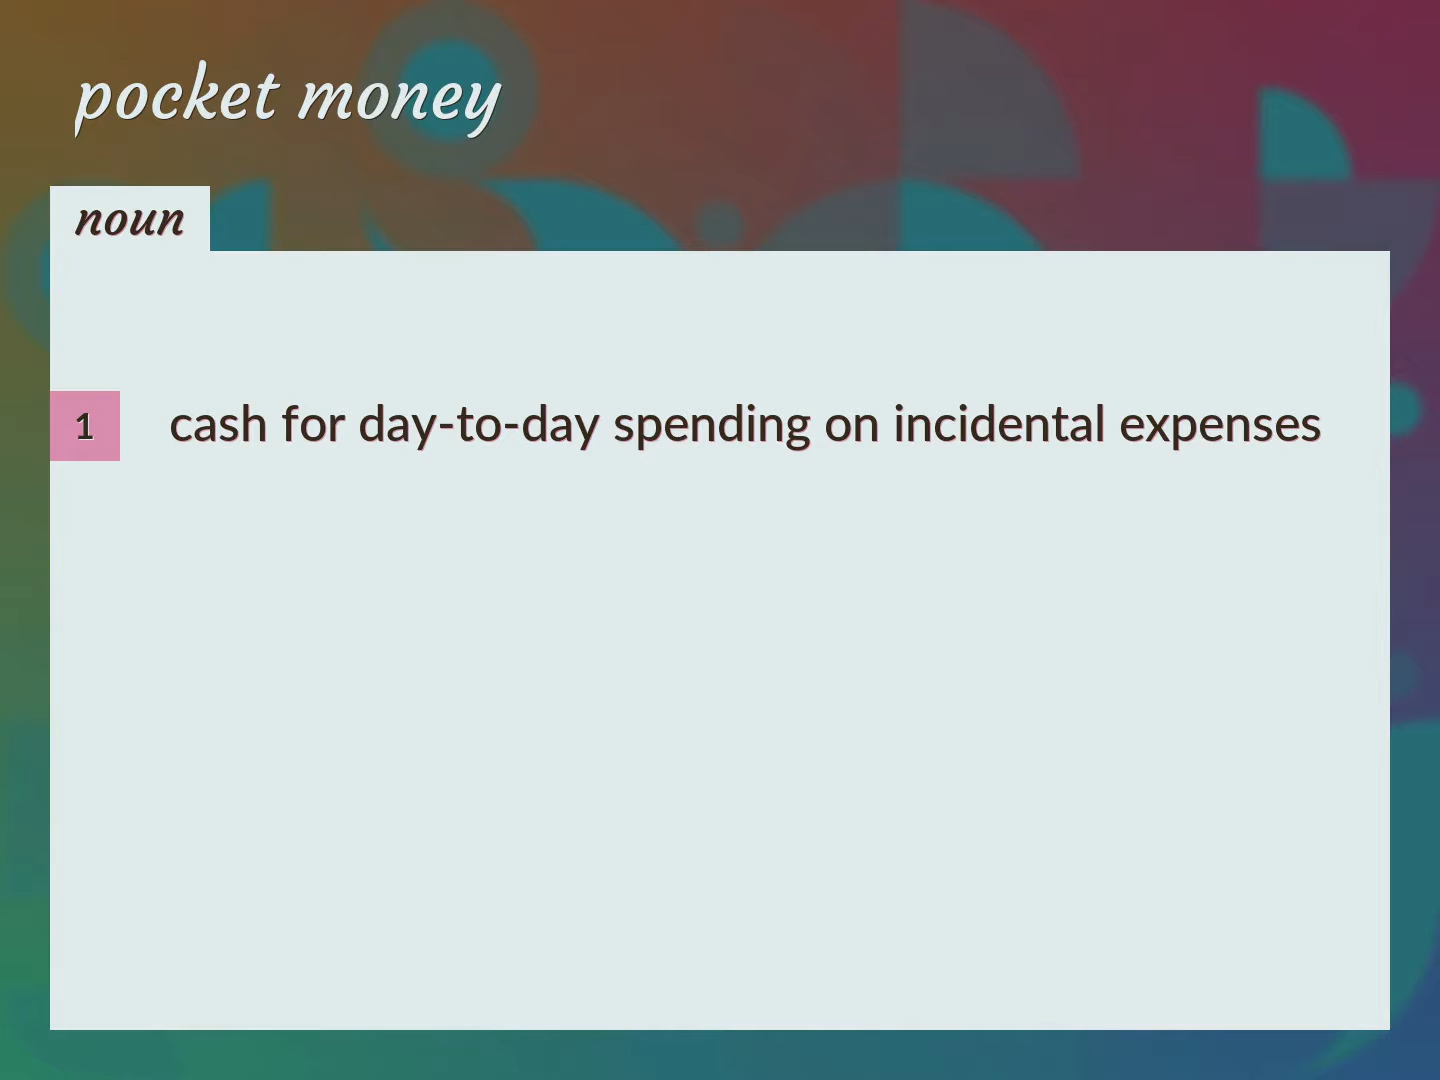 pocket money
noun
1 cash for day-to-day spending on incidental expenses